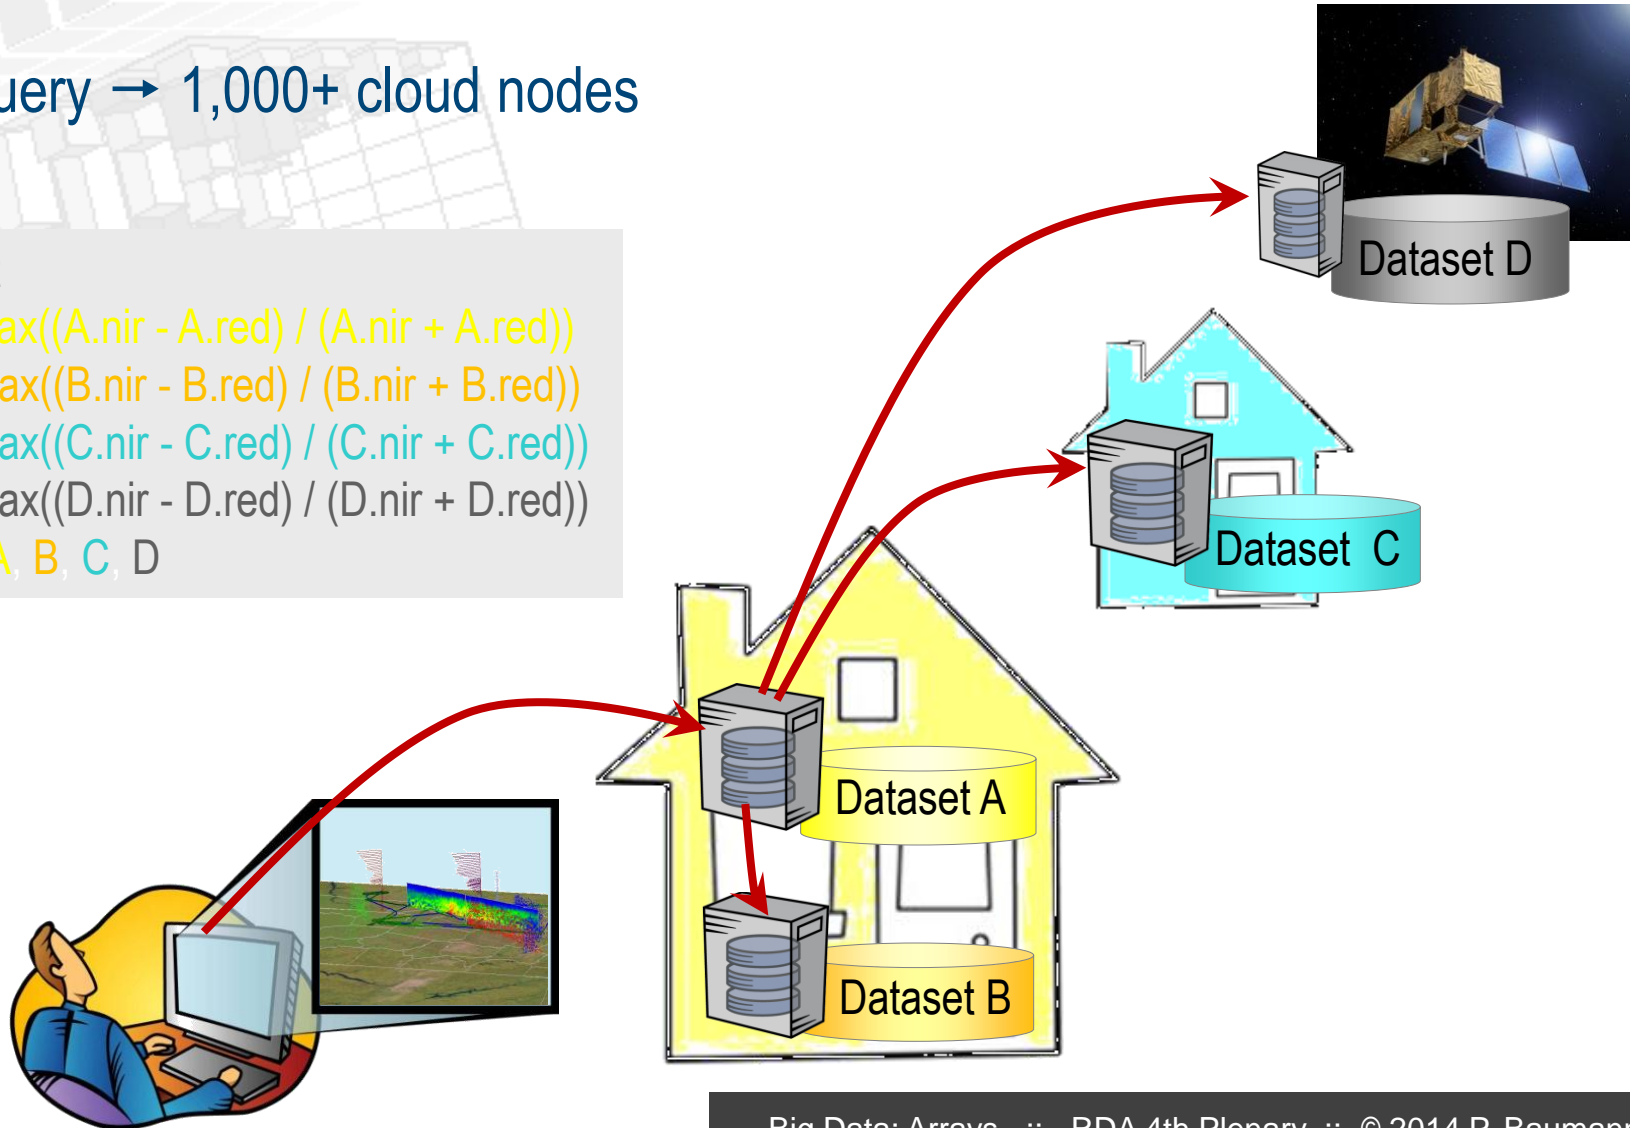 uery → 1,000+ cloud nodes
ax((A.nir - A.red) / (A.nir + A.red))
ax((B.nir - B.red) / (B.nir + B.red))
ax((C.nir - C.red) / (C.nir + C.red))
ax((D.nir - D.red) / (D.nir + D.red))
A, B, C, D
Dataset D
Dataset C
Dataset A
Dataset B
Big Data: Arrays :: RDA 4th Plenary :: © 2014 P. Baumann